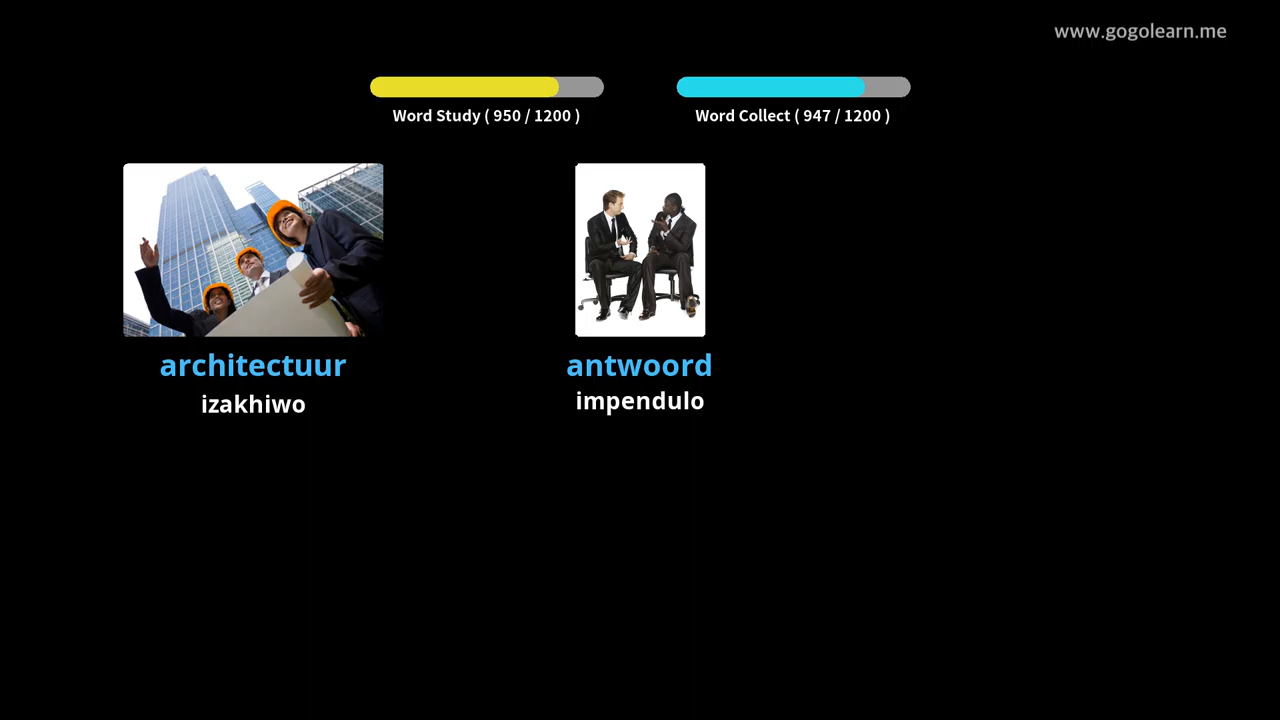 www.gogolearn.me
Word Study ( 950 / 1200 )
Word Collect ( 947 / 1200 )
architectuur
izakhiwo
antwoord
impendulo